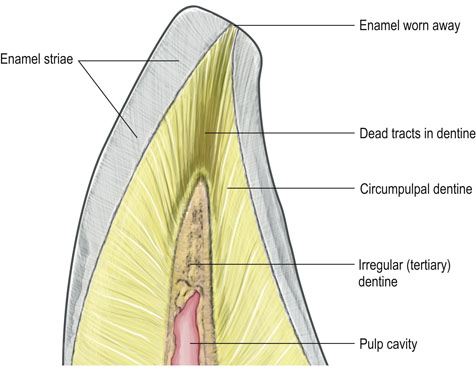 Enamel worn away
Enamel striae
Dead tracts in dentine
Circumpulpal dentine
Irregular (tertiary)
dentine
Pulp cavity